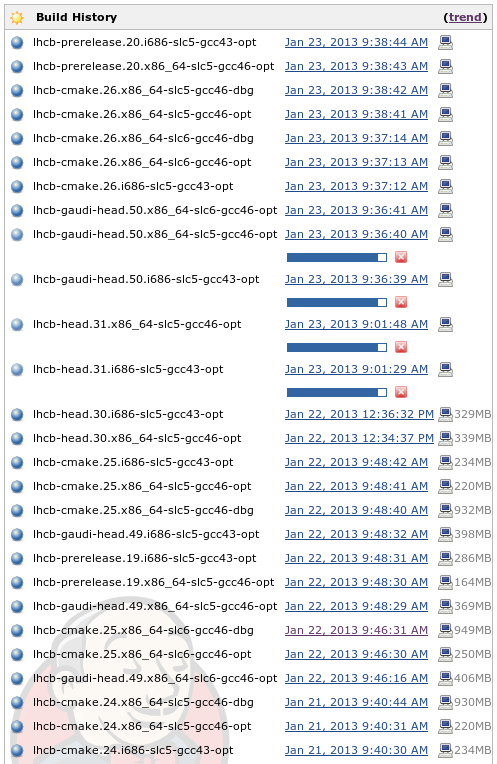 Build History (trend)
lhcb-prerelease.20.i686-slc5-gcc43-opt Jan 23, 2013 9:38:44 AM
lhcb-prerelease.20.x86_64-slc5-gcc46-opt Jan 23, 2013 9:38:43 AM
lhcb-cmake.26.x86_64-slc5-gcc46-dbg Jan 23, 2013 9:38:42 AM
lhcb-cmake.26.x86_64-slc5-gcc46-opt Jan 23, 2013 9:38:41 AM
lhcb-cmake.26.x86_64-slc6-gcc46-dbg Jan 23, 2013 9:37:14 AM
lhcb-cmake.26.x86_64-slc6-gcc46-opt Jan 23, 2013 9:37:13 AM
lhcb-cmake.26.i686-slc5-gcc43-opt Jan 23, 2013 9:37:12 AM
lhcb-gaudi-head.50.x86_64-slc6-gcc46-opt Jan 23, 2013 9:36:41 AM
lhcb-gaudi-head.50.x86_64-slc5-gcc46-opt Jan 23, 2013 9:36:40 AM
lhcb-gaudi-head.50.i686-slc5-gcc43-opt Jan 23, 2013 9:36:39 AM
lhcb-head.31.x86_64-slc5-gcc46-opt Jan 23, 2013 9:01:48 AM
lhcb-head.31.i686-slc5-gcc43-opt Jan 23, 2013 9:01:29 AM
lhcb-head.30.i686-slc5-gcc43-opt Jan 22, 2013 12:36:32 PM 329MB
lhcb-head.30.x86_64-slc5-gcc46-opt Jan 22, 2013 12:34:37 PM 339MB
lhcb-cmake.25.i686-slc5-gcc43-opt Jan 22, 2013 9:48:42 AM 234MB
lhcb-cmake.25.x86_64-slc5-gcc46-opt Jan 22, 2013 9:48:41 AM 220MB
lhcb-cmake.25.x86_64-slc5-gcc46-dbg Jan 22, 2013 9:48:40 AM 932MB
lhcb-gaudi-head.49.i686-slc5-gcc43-opt Jan 22, 2013 9:48:32 AM 398MB
lhcb-prerelease.19.i686-slc5-gcc43-opt Jan 22, 2013 9:48:31 AM 286MB
lhcb-prerelease.19.x86_64-slc5-gcc46-opt Jan 22, 2013 9:48:30 AM 164MB
lhcb-gaudi-head.49.x86_64-slc5-gcc46-opt Jan 22, 2013 9:48:29 AM 369MB
lhcb-cmake.25.x86_64-slc6-gcc46-dbg Jan 22, 2013 9:46:31 AM 949MB
lhcb-cmake.25.x86_64-slc6-gcc46-opt Jan 22, 2013 9:46:30 AM 250MB
lhcb-gaudi-head.49.x86_64-slc6-gcc46-opt Jan 22, 2013 9:46:16 AM 406MB
lhcb-cmake.24.x86_64-slc5-gcc46-dbg Jan 21, 2013 9:40:44 AM 930MB
lhcb-cmake.24.x86_64-slc5-gcc46-opt Jan 21, 2013 9:40:31 AM 220MB
lhcb-cmake.24.i686-slc5-gcc43-opt Jan 21, 2013 9:40:30 AM 234MB